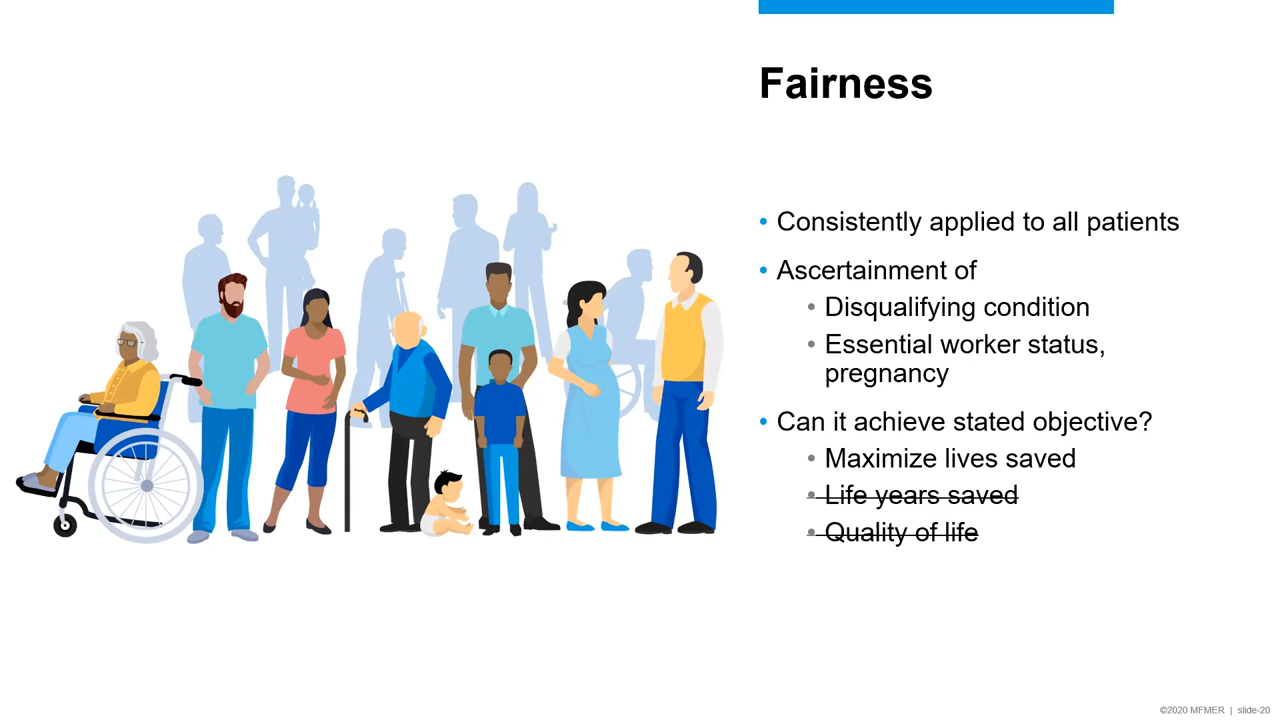 Fairness
• Consistently applied to all patients
• Ascertainment of
• Disqualifying condition
• Essential worker status,
pregnancy
• Can it achieve stated objective?
• Maximize lives saved
• Life years saved
• Quality of life
©2020 MFMER | slide-20